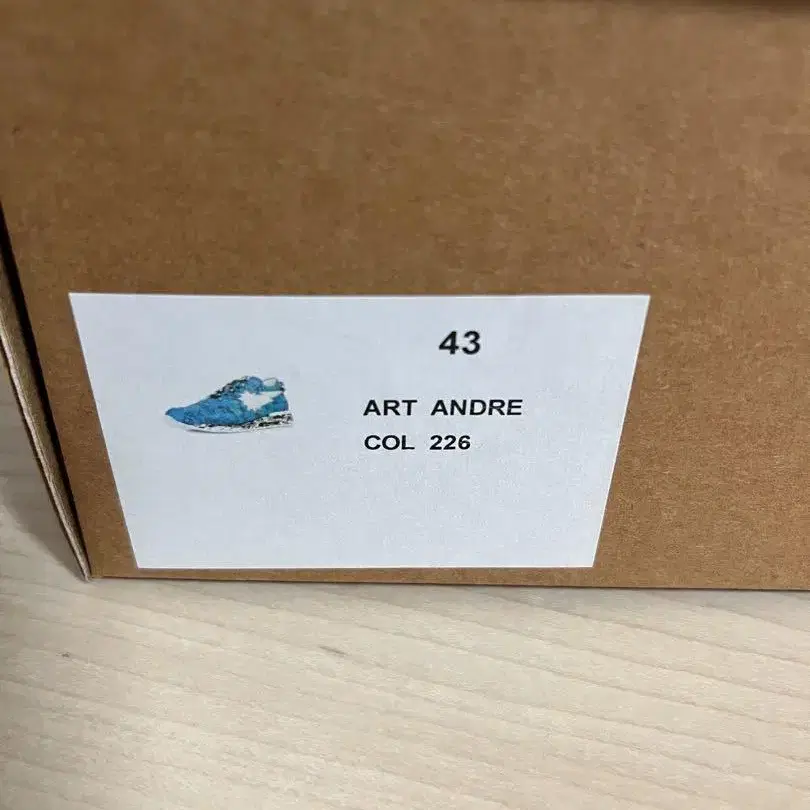 43
ART ANDRE
COL 226